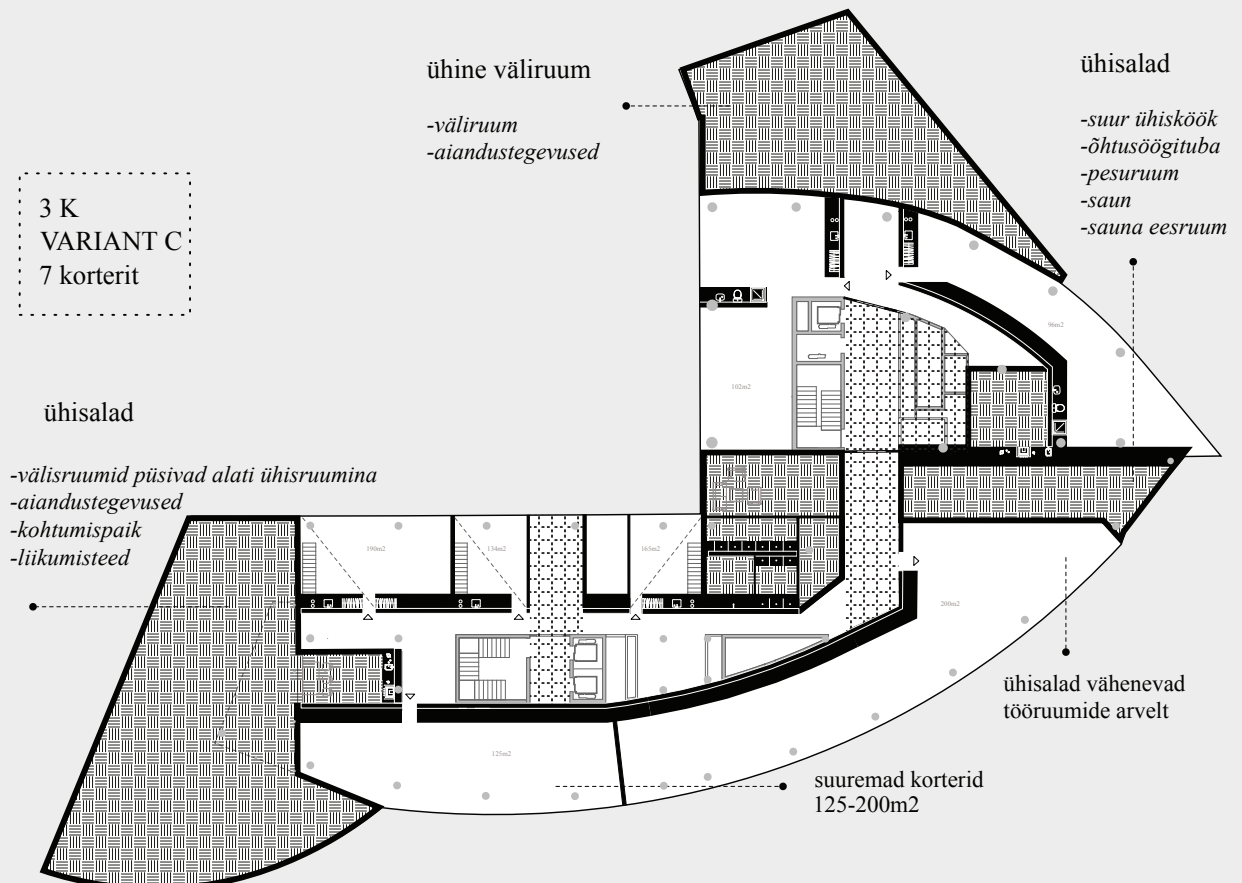 ühine väliruum
-väliruum
-aiandustegevused
ühisalad
-suur ühisköök
-õhtusöögituba
-pesuruum
-saun
-sauna eesruum
3 K
VARIANT C
7 korterit
96m2
102m2
ühisalad
-välisruumid püsivad alati ühisruumina
-aiandustegevused
-kohtumispaik
-liikumisteed
190m2
134m2
165m2
200m2
125m2
ühisalad vähenevad
tööruumide arvelt
suuremad korterid
125-200m2